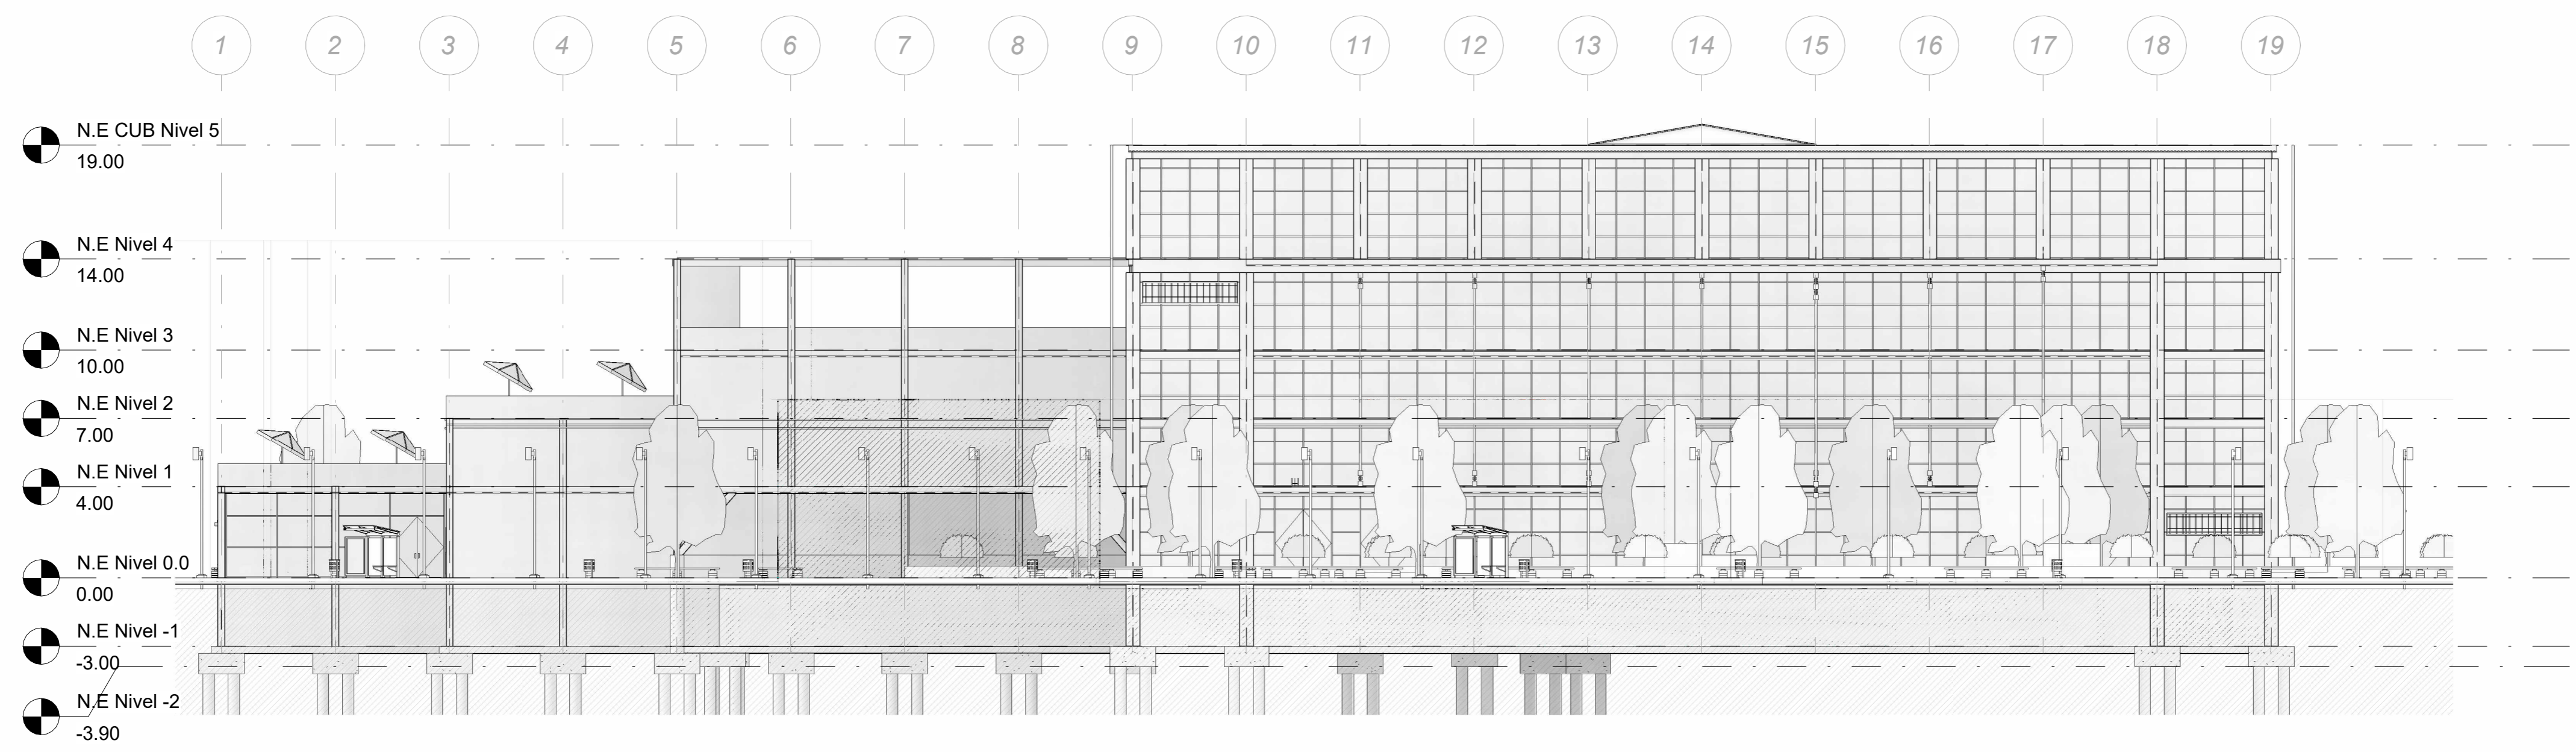 1 2 3 4 5 6 7 8 9 10 11 12 13 14 15 16 17 18 19
N.E CUB Nivel 5
19.00
N.E Nivel 4
14.00
N.E Nivel 3
10.00
N.E Nivel 2
7.00
N.E Nivel 1
4.00
N.E Nivel 0.0
0.00
N.E Nivel -1
-3.00
N.E Nivel -2
-3.90